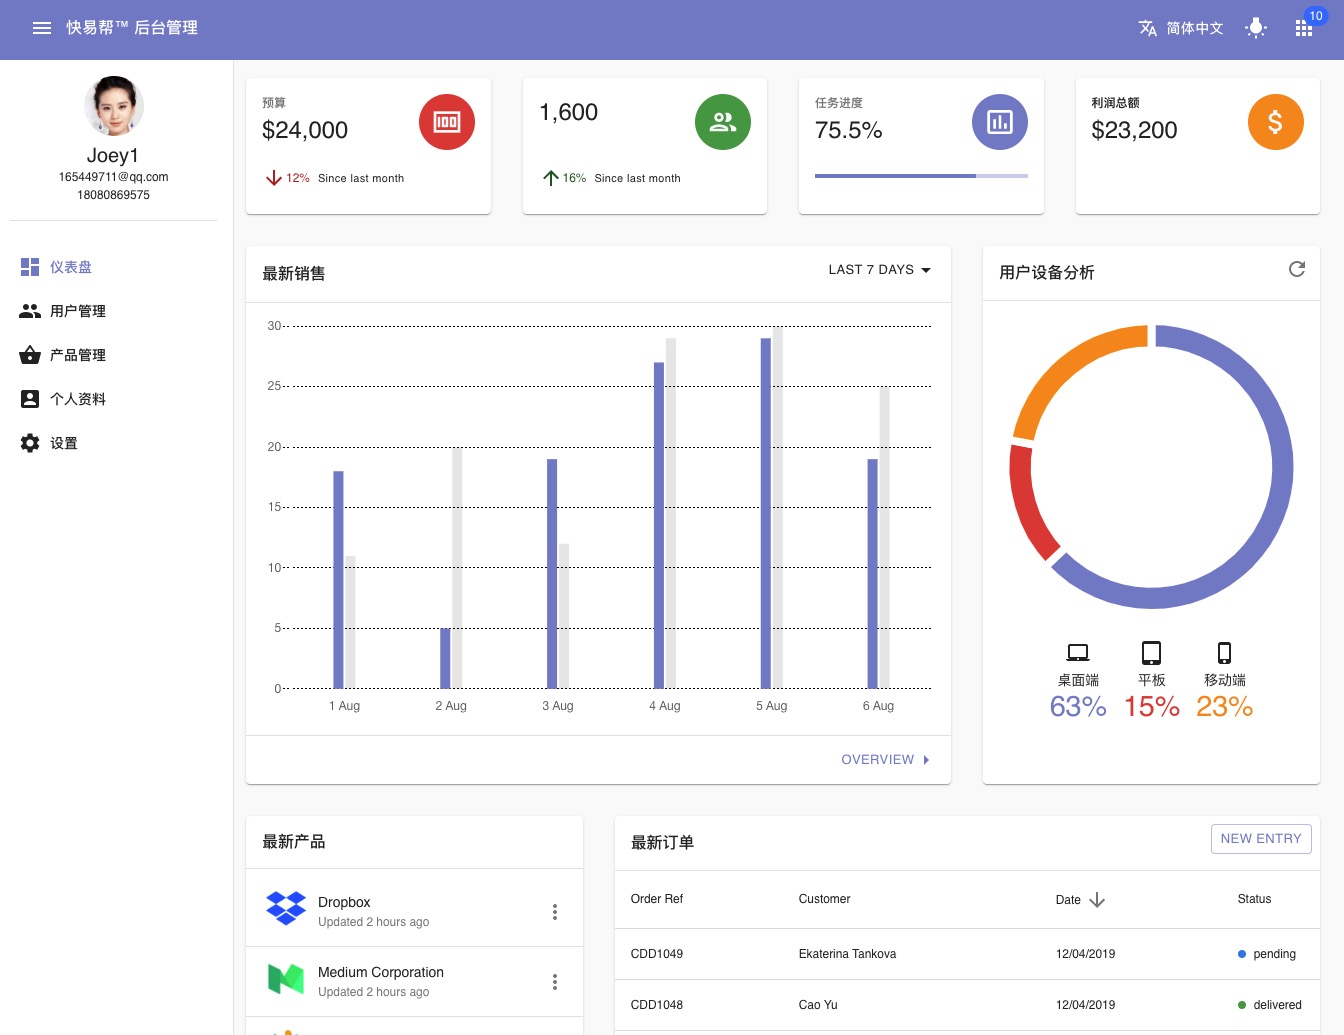 快易帮™ 后台管理
简体中文
10
Joey1
165449711@qq.com
18080869575
仪表盘
用户管理
产品管理
个人资料
设置
预算
$24,000
12% Since last month
1,600
16% Since last month
任务进度
75.5%
利润总额
$23,200
最新销售
LAST 7 DAYS
30
25
20
15
10
5
0
1 Aug
2 Aug
3 Aug
4 Aug
5 Aug
6 Aug
OVERVIEW
用户设备分析
桌面端
平板
移动端
63%
15%
23%
最新产品
Dropbox
Updated 2 hours ago
Medium Corporation
Updated 2 hours ago
最新订单
NEW ENTRY
Order Ref Customer Date Status
CDD1049 Ekaterina Tankova 12/04/2019 pending
CDD1048 Cao Yu 12/04/2019 delivered